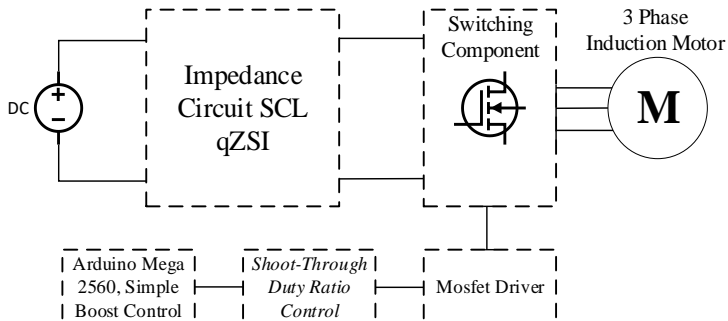 DC
+
−
Impedance
Circuit SCL
qZSI
Switching
Component
3 Phase
Induction Motor
M
Arduino Mega
2560, Simple
Boost Control
Shoot-Through
Duty Ratio
Control
Mosfet Driver